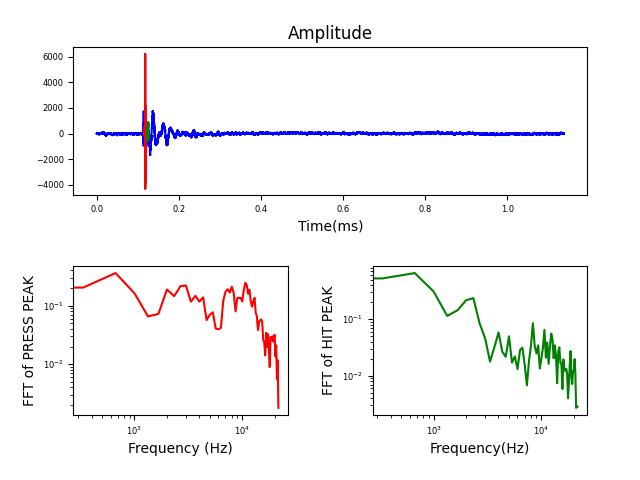 Amplitude
6000
4000
2000
0
−2000
−4000
0.0 0.2 0.4 0.6 0.8 1.0
Time(ms)
FFT of PRESS PEAK
10⁻¹
10⁻²
10³ 10⁴
Frequency (Hz)
FFT of HIT PEAK
10⁻¹
10⁻²
10³ 10⁴
Frequency(Hz)